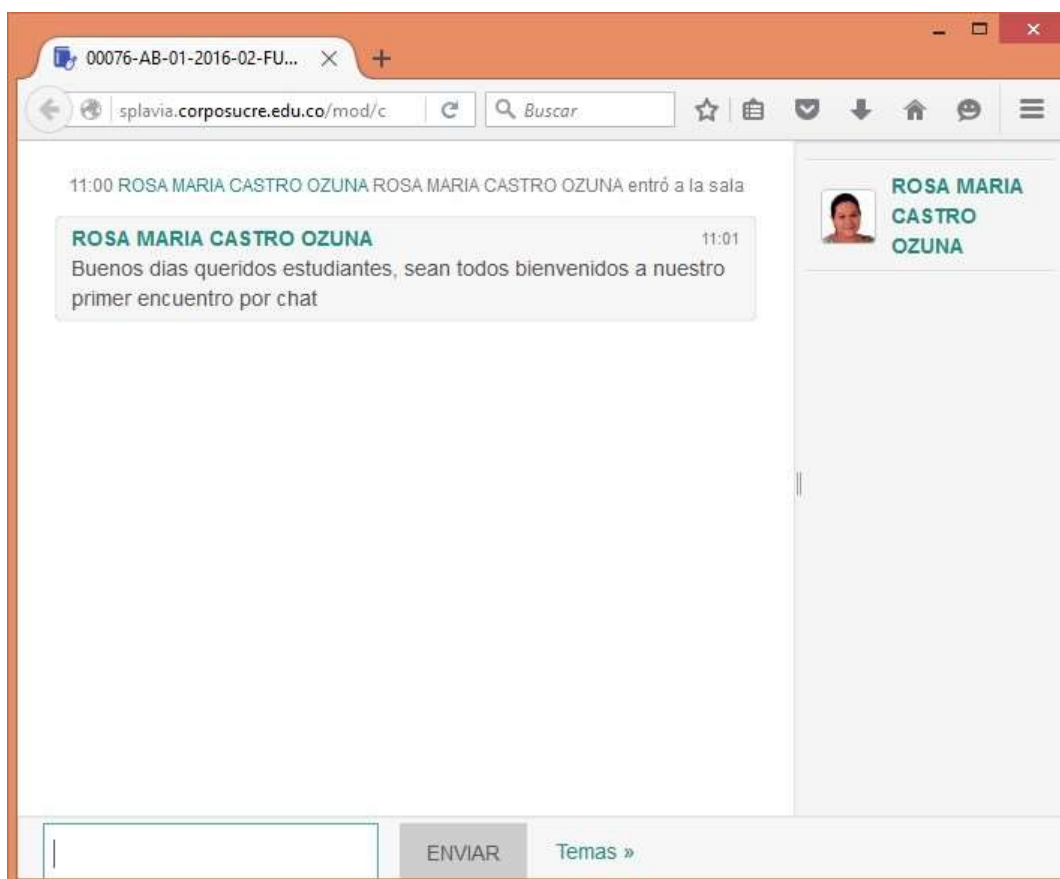 00076-AB-01-2016-02-FU...
splavia.corposucre.edu.co/mod/c
Buscar
11:00 ROSA MARIA CASTRO OZUNA ROSA MARIA CASTRO OZUNA entró a la sala
ROSA MARIA CASTRO OZUNA 11:01
Buenos dias queridos estudiantes, sean todos bienvenidos a nuestro
primer encuentro por chat
ROSA MARIA
CASTRO
OZUNA
ENVIAR Temas »